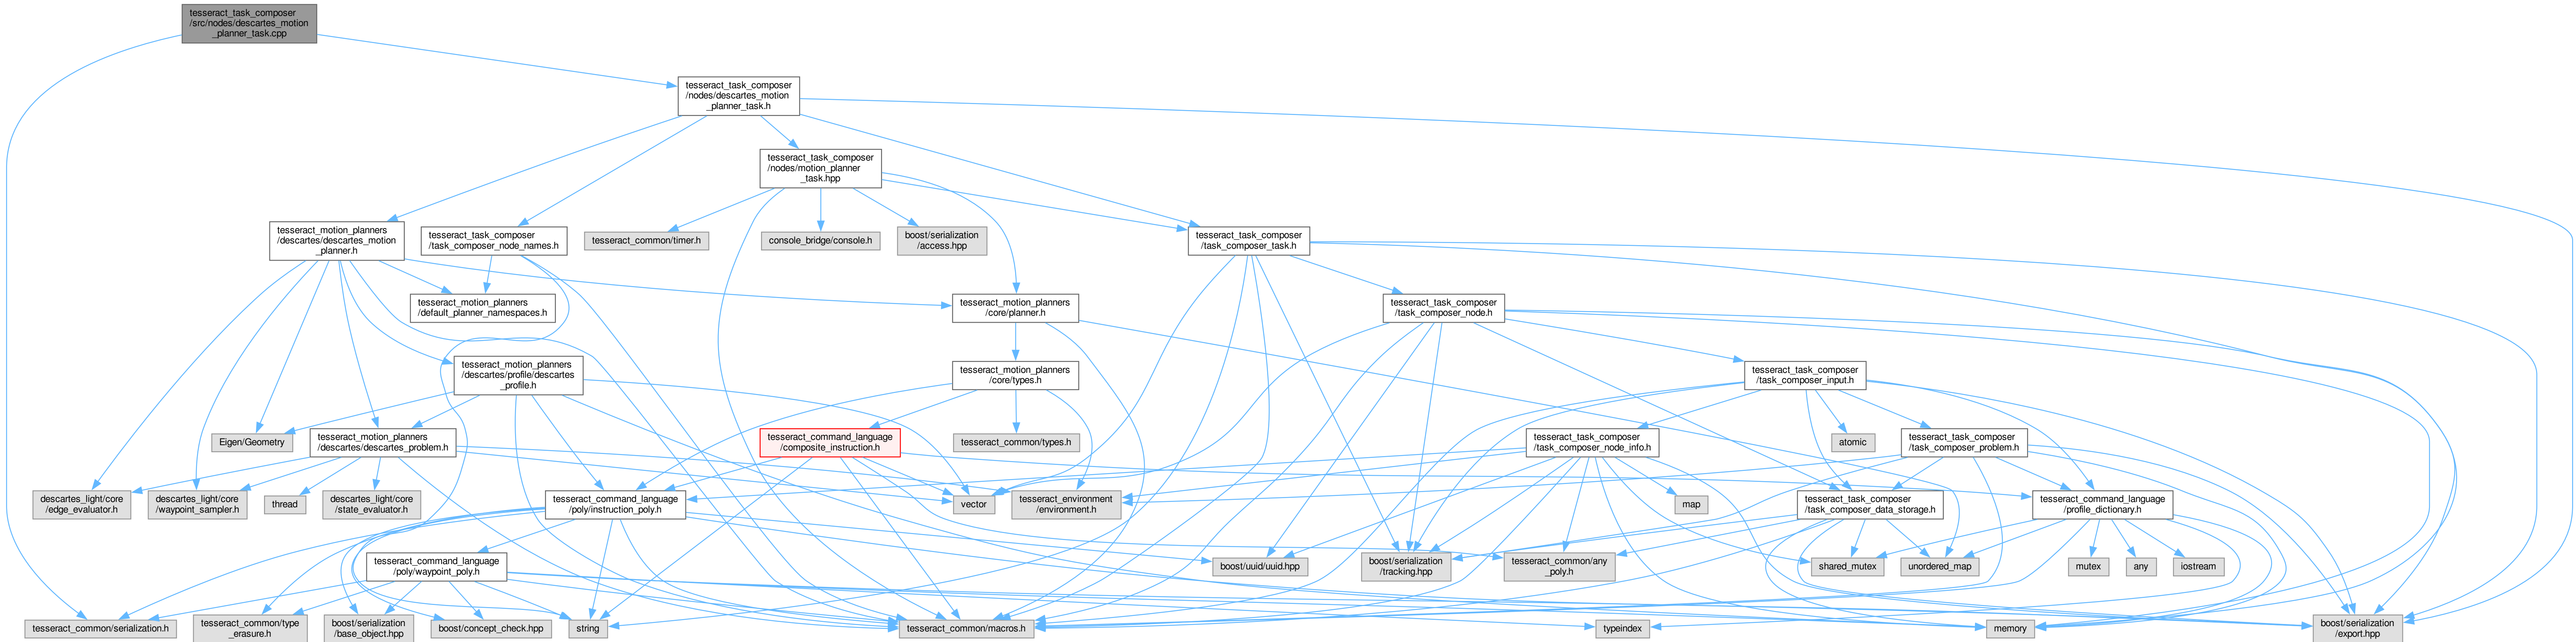 tesseract_task_composer
/src/nodes/descartes_motion
_planner_task.cpp
tesseract_task_composer
/nodes/descartes_motion
_planner_task.h
tesseract_task_composer
/nodes/motion_planner
_task.hpp
tesseract_motion_planners
/descartes/descartes_motion
_planner.h
tesseract_task_composer
/task_composer_node_names.h
tesseract_common/timer.h
console_bridge/console.h
boost/serialization
/access.hpp
tesseract_task_composer
/task_composer_task.h
tesseract_motion_planners
/default_planner_namespaces.h
tesseract_motion_planners
/core/planner.h
tesseract_task_composer
/task_composer_node.h
tesseract_motion_planners
/descartes/profile/descartes
_profile.h
tesseract_motion_planners
/core/types.h
tesseract_task_composer
/task_composer_input.h
Eigen/Geometry
tesseract_motion_planners
/descartes/descartes_problem.h
tesseract_command_language
/composite_instruction.h
tesseract_common/types.h
tesseract_task_composer
/task_composer_node_info.h
atomic
tesseract_task_composer
/task_composer_problem.h
descartes_light/core
/edge_evaluator.h
descartes_light/core
/waypoint_sampler.h
thread
descartes_light/core
/state_evaluator.h
tesseract_command_language
/poly/instruction_poly.h
vector
tesseract_environment
/environment.h
map
tesseract_task_composer
/task_composer_data_storage.h
tesseract_command_language
/profile_dictionary.h
tesseract_command_language
/poly/waypoint_poly.h
boost/uuid/uuid.hpp
boost/serialization
/tracking.hpp
tesseract_common/any
_poly.h
shared_mutex
unordered_map
mutex
any
iostream
tesseract_common/serialization.h
tesseract_common/type
_erasure.h
boost/serialization
/base_object.hpp
boost/concept_check.hpp
string
tesseract_common/macros.h
typeindex
memory
boost/serialization
/export.hpp